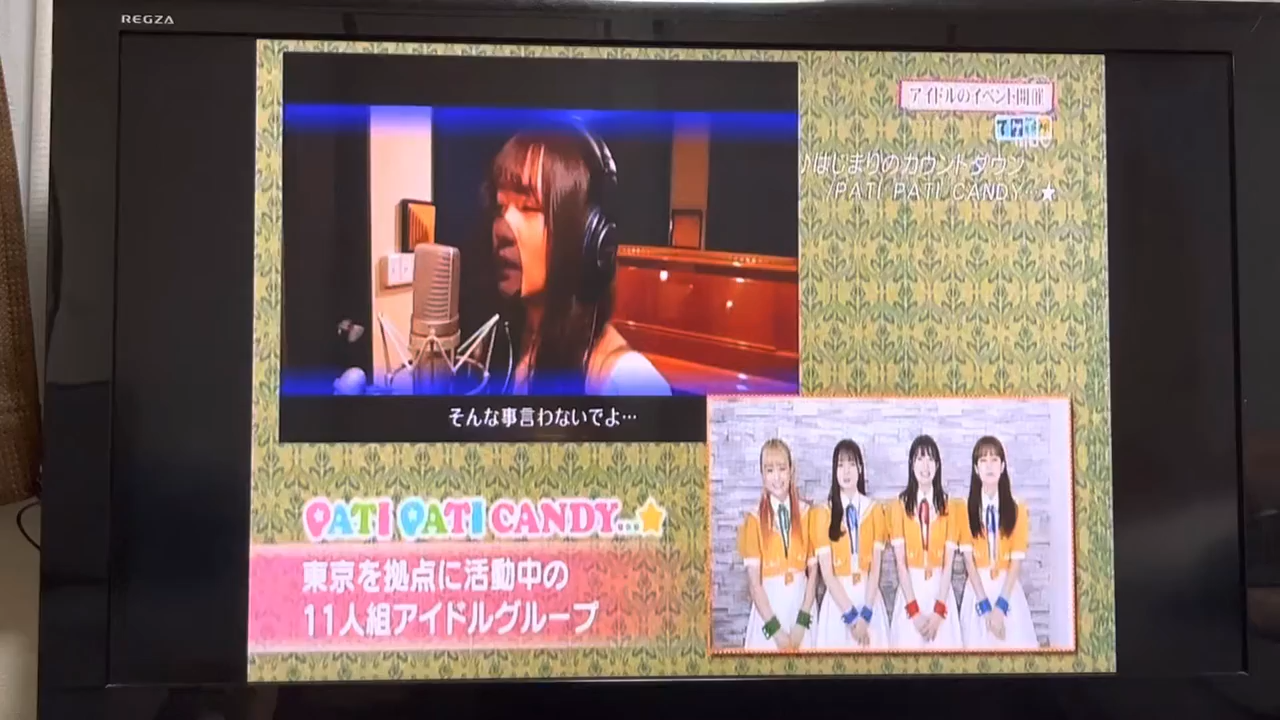 REGZA
アイドルのイベント開催
♪はじまりのカウントダウン
/PATI PATI CANDY…★
そんな事言わないでよ…
PATI PATI CANDY...★
東京を拠点に活動中の
11人組アイドルグループ